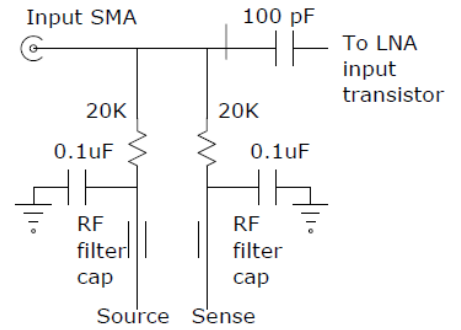 Input SMA
100 pF
To LNA
input
transistor
20K
20K
0.1uF
0.1uF
RF
filter
cap
RF
filter
cap
Source
Sense